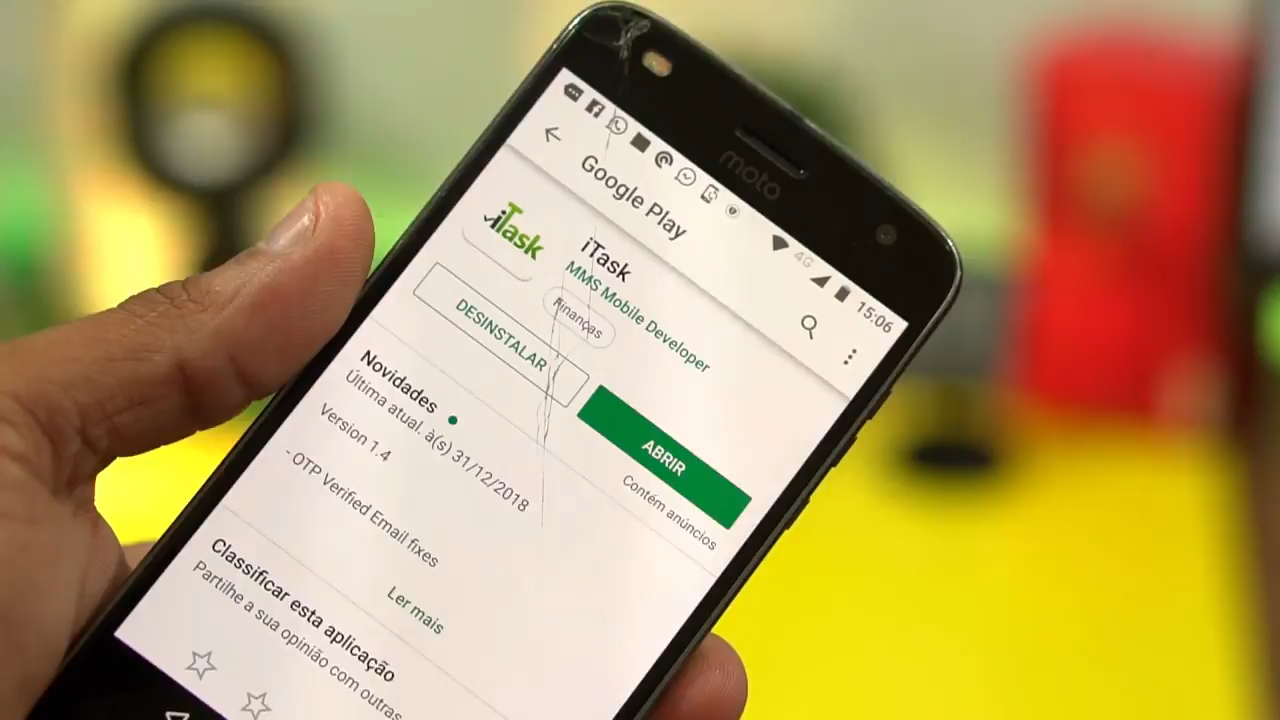 moto
4G
15:06
Google Play
iTask
iTask
MMS Mobile Developer
Finanças
DESINSTALAR
ABRIR
Contém anúncios
Novidades
Última atual. à(s) 31/12/2018
Version 1.4
- OTP Verified Email fixes
Ler mais
Classificar esta aplicação
Partilhe a sua opinião com outras